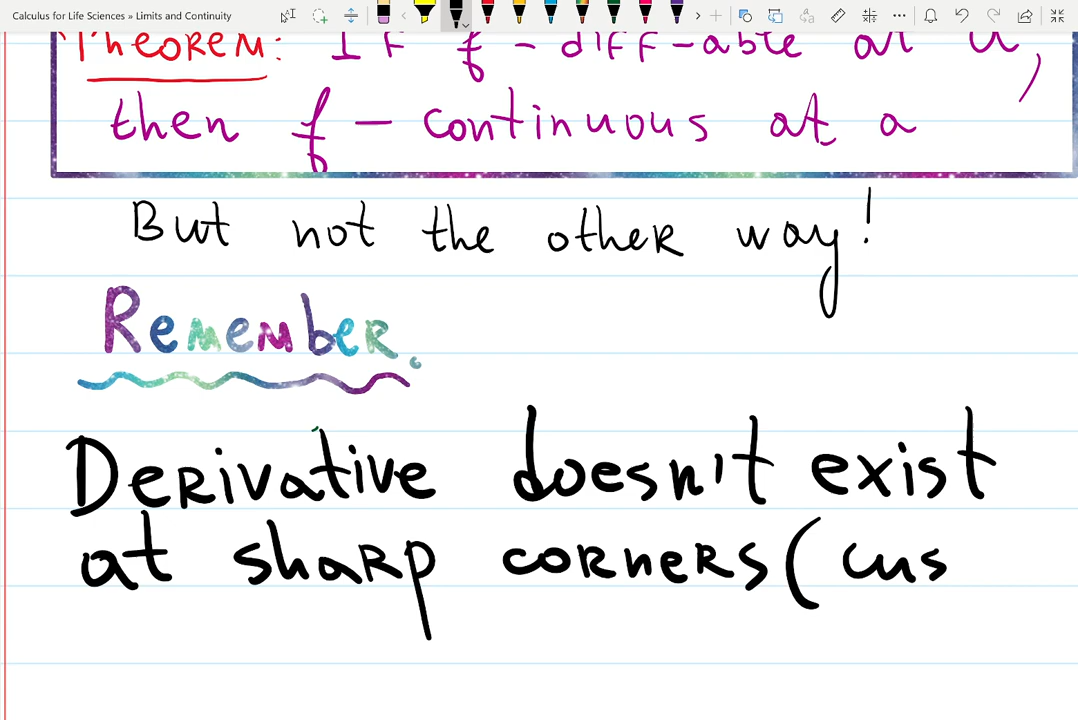 Calculus for Life Sciences » Limits and Continuity
Theorem: If f - diff-able at a,
then f - continuous at a
But not the other way!
Remember.
Derivative doesn't exist
at sharp corners (cus